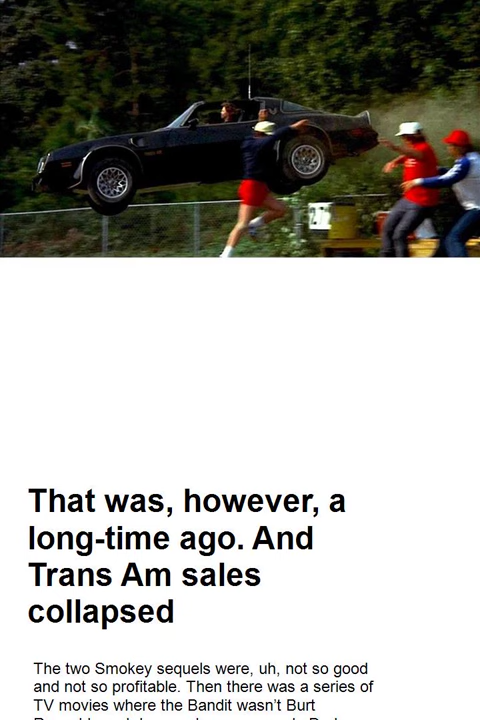 That was, however, a
long-time ago. And
Trans Am sales
collapsed
The two Smokey sequels were, uh, not so good
and not so profitable. Then there was a series of
TV movies where the Bandit wasn't Burt